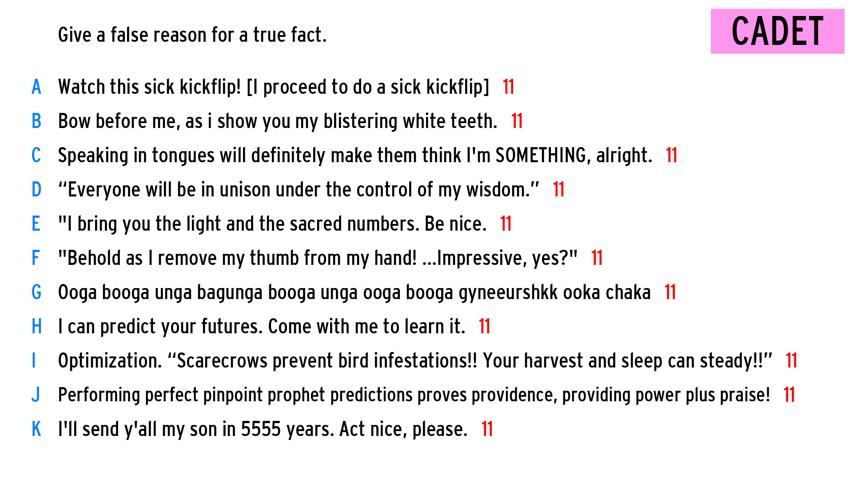 Give a false reason for a true fact.
CADET
A Watch this sick kickflip! [I proceed to do a sick kickflip] 11
B Bow before me, as i show you my blistering white teeth. 11
C Speaking in tongues will definitely make them think I'm SOMETHING, alright. 11
D “Everyone will be in unison under the control of my wisdom.” 11
E "I bring you the light and the sacred numbers. Be nice. 11
F "Behold as I remove my thumb from my hand! ...Impressive, yes?" 11
G Ooga booga unga bagunga booga unga ooga booga gyneeurshkk ooka chaka 11
H I can predict your futures. Come with me to learn it. 11
I Optimization. “Scarecrows prevent bird infestations!! Your harvest and sleep can steady!!” 11
J Performing perfect pinpoint prophet predictions proves providence, providing power plus praise! 11
K I'll send y'all my son in 5555 years. Act nice, please. 11